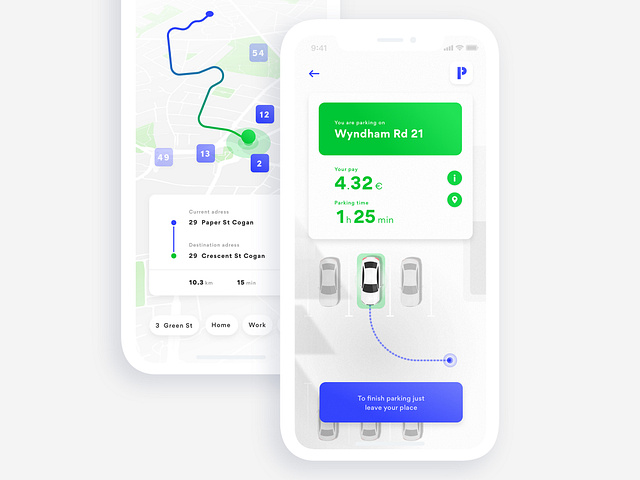 54
12
49
13
2
Current adress
29 Paper St Cogan
Destination adress
29 Crescent St Cogan
10.3 km 15 min
3 Green St Home Work
9:41
P
You are parking on
Wyndham Rd 21
Your pay
4.32 €
Parking time
1h 25 min
To finish parking just
leave your place